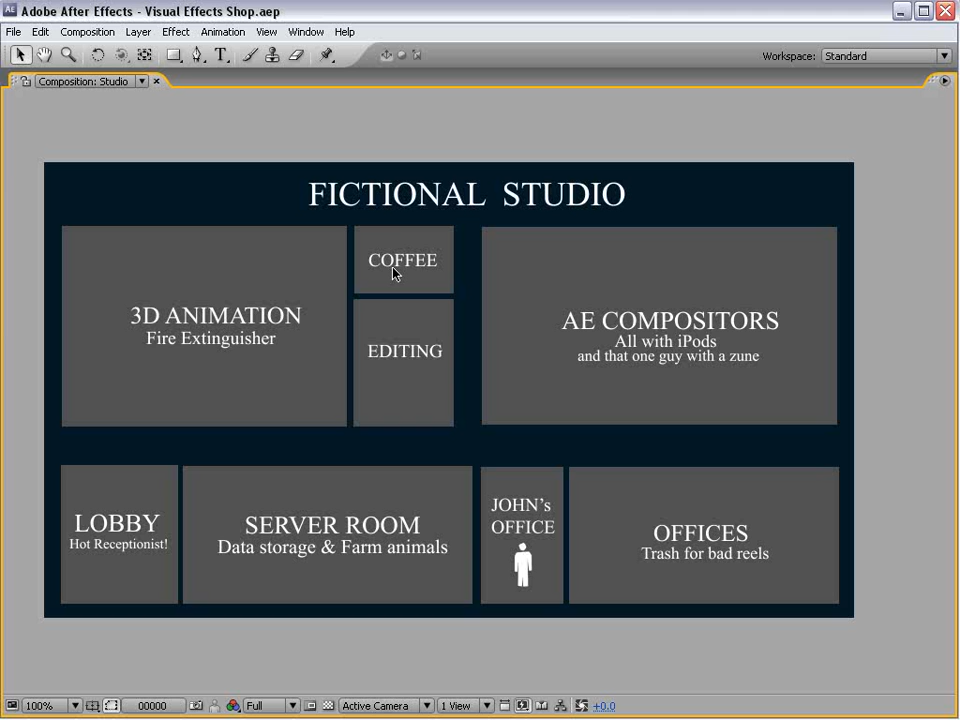 Adobe After Effects - Visual Effects Shop.aep
File Edit Composition Layer Effect Animation View Window Help
Workspace: Standard
Composition: Studio
FICTIONAL STUDIO
3D ANIMATION
Fire Extinguisher
COFFEE
EDITING
AE COMPOSITORS
All with iPods
and that one guy with a zune
LOBBY
Hot Receptionist!
SERVER ROOM
Data storage & Farm animals
JOHN's
OFFICE
OFFICES
Trash for bad reels
100% 00000 Full Active Camera 1 View +0.0